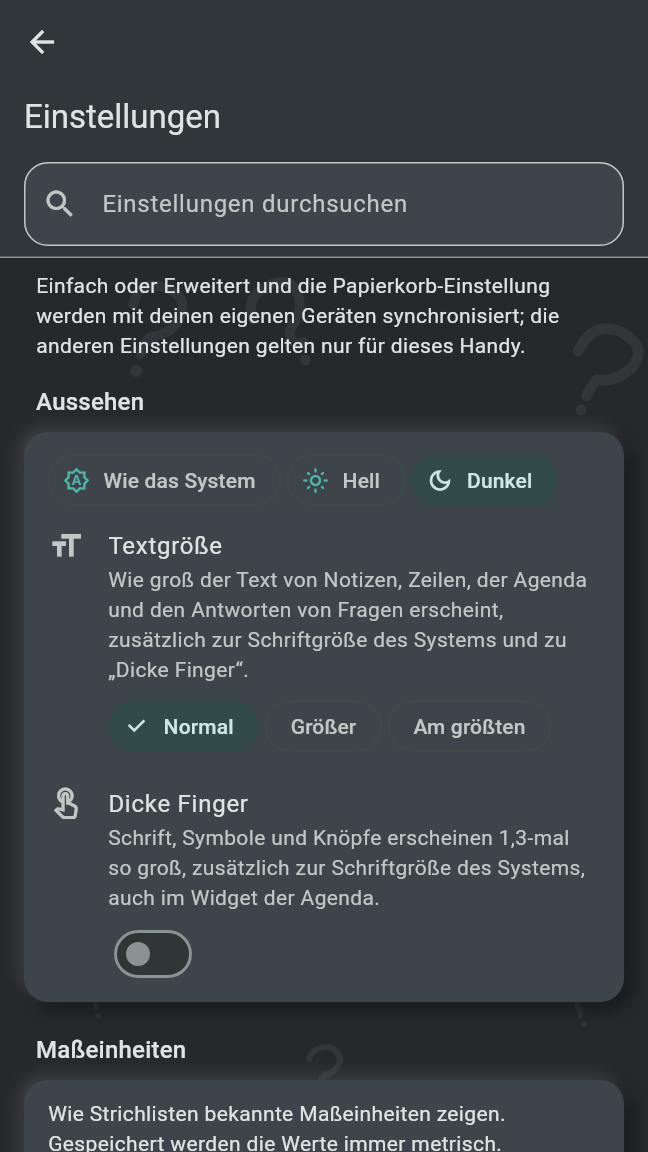 Einstellungen
Einstellungen durchsuchen
Einfach oder Erweitert und die Papierkorb-Einstellung
werden mit deinen eigenen Geräten synchronisiert; die
anderen Einstellungen gelten nur für dieses Handy.
Aussehen
Wie das System
Hell
Dunkel
Textgröße
Wie groß der Text von Notizen, Zeilen, der Agenda
und den Antworten von Fragen erscheint,
zusätzlich zur Schriftgröße des Systems und zu
„Dicke Finger“.
Normal
Größer
Am größten
Dicke Finger
Schrift, Symbole und Knöpfe erscheinen 1,3-mal
so groß, zusätzlich zur Schriftgröße des Systems,
auch im Widget der Agenda.
Maßeinheiten
Wie Strichlisten bekannte Maßeinheiten zeigen.
Gespeichert werden die Werte immer metrisch.